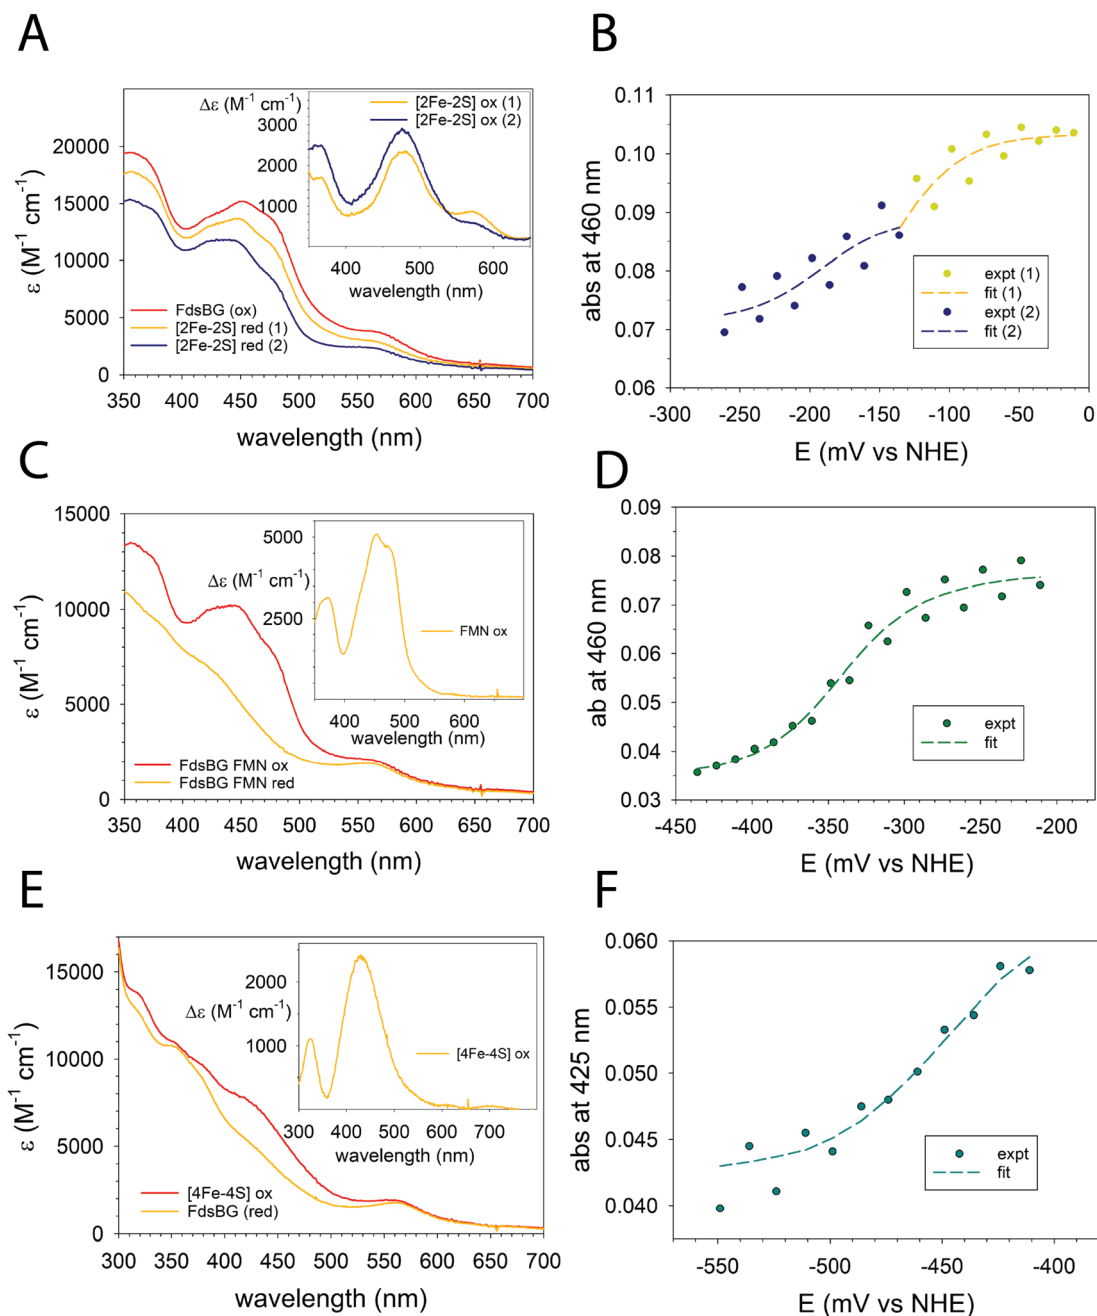 A
ε (M⁻¹ cm⁻¹)
20000
15000
10000
5000
0
350 400 450 500 550 600 650 700
wavelength (nm)
FdsBG (ox)
[2Fe-2S] red (1)
[2Fe-2S] red (2)
Δε (M⁻¹ cm⁻¹)
3000
2000
1000
400 500 600
wavelength (nm)
[2Fe-2S] ox (1)
[2Fe-2S] ox (2)
B
abs at 460 nm
0.11
0.10
0.09
0.08
0.07
0.06
-300 -250 -200 -150 -100 -50 0
E (mV vs NHE)
expt (1)
fit (1)
expt (2)
fit (2)
C
ε (M⁻¹ cm⁻¹)
15000
10000
5000
0
350 400 450 500 550 600 650 700
wavelength (nm)
FdsBG FMN ox
FdsBG FMN red
Δε (M⁻¹ cm⁻¹)
5000
2500
400 500 600
wavelength (nm)
FMN ox
D
ab at 460 nm
0.09
0.08
0.07
0.06
0.05
0.04
0.03
-450 -400 -350 -300 -250 -200
E (mV vs NHE)
expt
fit
E
ε (M⁻¹ cm⁻¹)
15000
10000
5000
0
300 350 400 450 500 550 600 650 700
wavelength (nm)
[4Fe-4S] ox
FdsBG (red)
Δε (M⁻¹ cm⁻¹)
2000
1000
300 400 500 600 700
wavelength (nm)
[4Fe-4S] ox
F
abs at 425 nm
0.060
0.055
0.050
0.045
0.040
-550 -500 -450 -400
E (mV vs NHE)
expt
fit